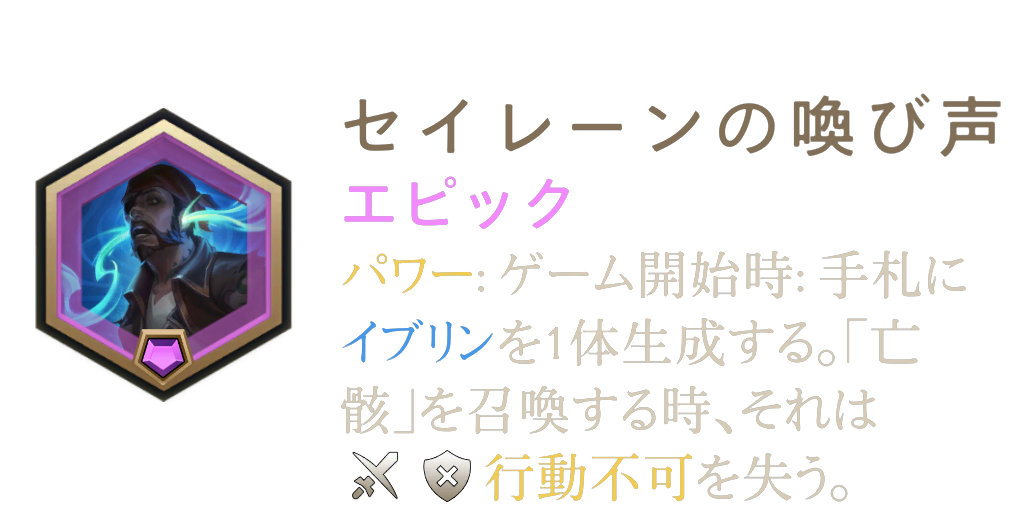 セイレーンの喚び声
エピック
パワー: ゲーム開始時: 手札に
イブリンを1体生成する。「亡
骸」を召喚する時、それは
行動不可を失う。